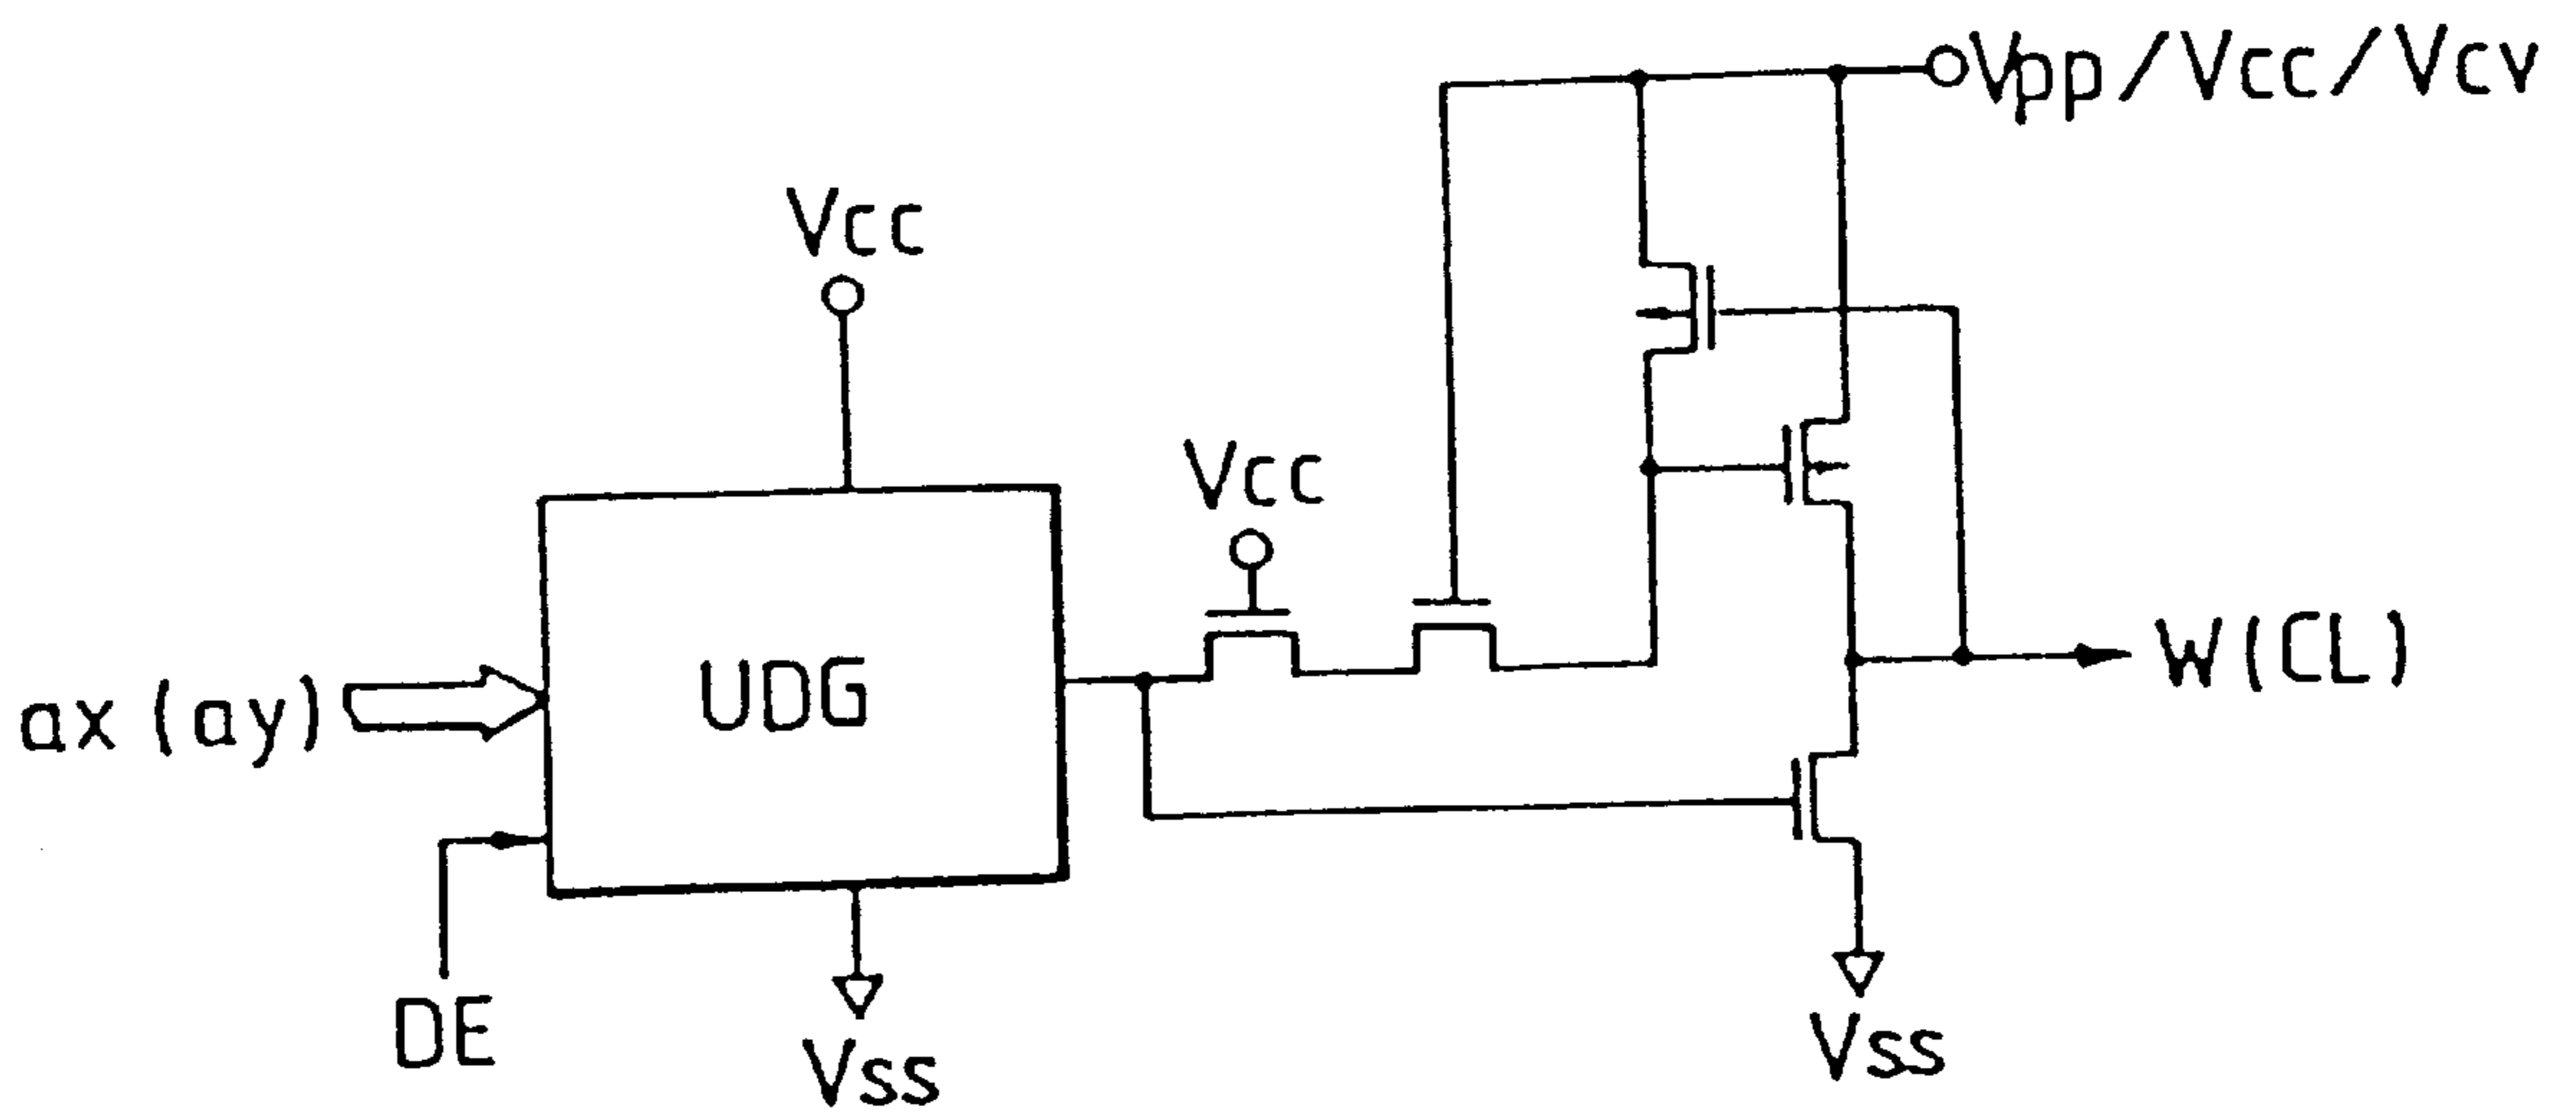 Vpp/Vcc/Vcv
Vcc
Vcc
ax(ay)
UDG
W(CL)
DE
Vss
Vss